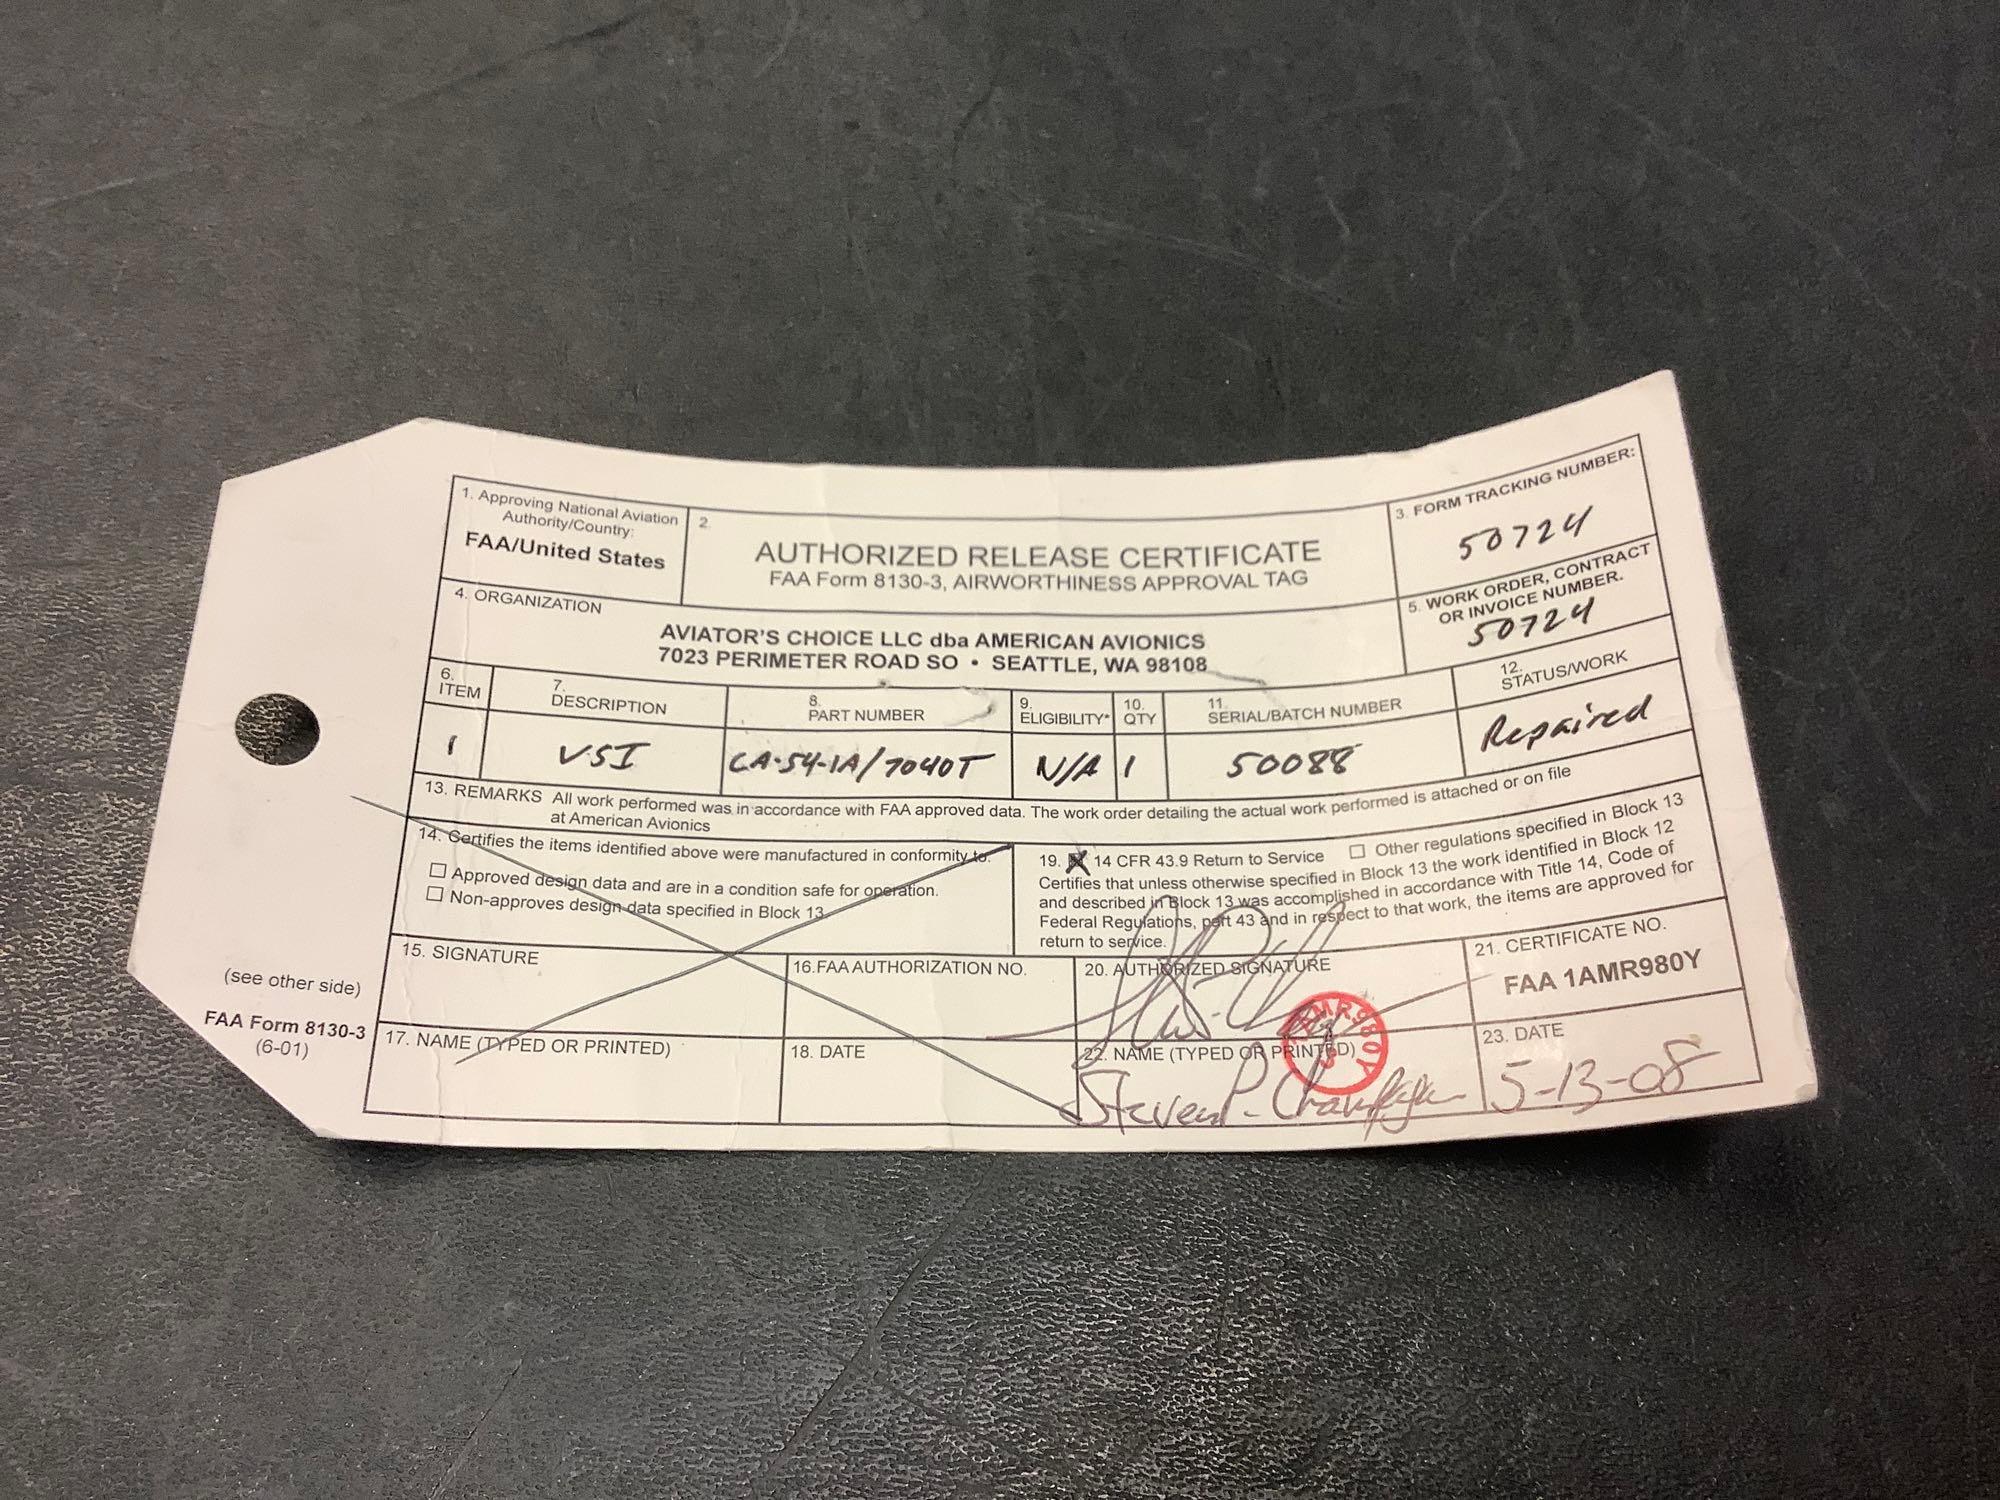 1. Approving National Aviation
Authority/Country:
FAA/United States
2.
AUTHORIZED RELEASE CERTIFICATE
FAA Form 8130-3, AIRWORTHINESS APPROVAL TAG
3. FORM TRACKING NUMBER:
50724
4. ORGANIZATION
AVIATOR'S CHOICE LLC dba AMERICAN AVIONICS
7023 PERIMETER ROAD SO • SEATTLE, WA 98108
5. WORK ORDER, CONTRACT
OR INVOICE NUMBER.
50724
6.
ITEM
7.
DESCRIPTION
8.
PART NUMBER
9.
ELIGIBILITY*
10.
QTY
11.
SERIAL/BATCH NUMBER
12.
STATUS/WORK
1
VSI
CA-54-1A/7040T
N/A
1
50088
Repaired
13. REMARKS All work performed was in accordance with FAA approved data. The work order detailing the actual work performed is attached or on file
at American Avionics
14. Certifies the items identified above were manufactured in conformity to:
☐ Approved design data and are in a condition safe for operation.
☐ Non-approves design data specified in Block 13.
19. ☒ 14 CFR 43.9 Return to Service ☐ Other regulations specified in Block 13
Certifies that unless otherwise specified in Block 13 the work identified in Block 12
and described in Block 13 was accomplished in accordance with Title 14, Code of
Federal Regulations, part 43 and in respect to that work, the items are approved for
return to service.
15. SIGNATURE
16.FAA AUTHORIZATION NO.
20. AUTHORIZED SIGNATURE
21. CERTIFICATE NO.
FAA 1AMR980Y
17. NAME (TYPED OR PRINTED)
18. DATE
22. NAME (TYPED OR PRINTED)
Steven P.
1AMR980Y
3
23. DATE
5-13-08
(see other side)
FAA Form 8130-3
(6-01)